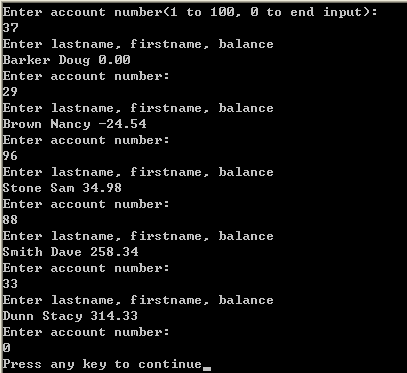 Enter account number(1 to 100, 0 to end input):
37
Enter lastname, firstname, balance
Barker Doug 0.00
Enter account number:
29
Enter lastname, firstname, balance
Brown Nancy -24.54
Enter account number:
96
Enter lastname, firstname, balance
Stone Sam 34.98
Enter account number:
88
Enter lastname, firstname, balance
Smith Dave 258.34
Enter account number:
33
Enter lastname, firstname, balance
Dunn Stacy 314.33
Enter account number:
0
Press any key to continue